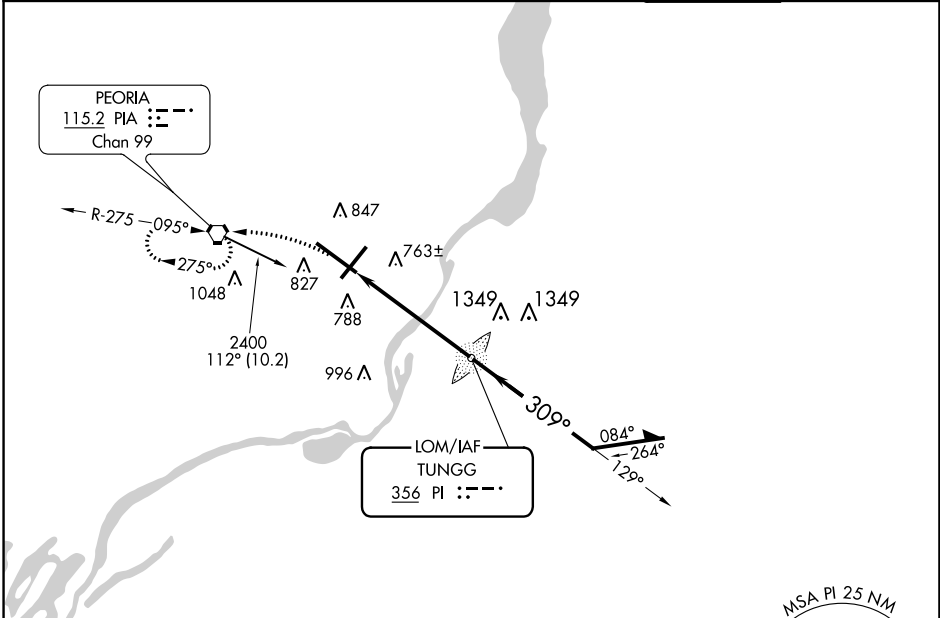 PEORIA
115.2 PIA
Chan 99
R-275
095°
275°
1048
2400
112° (10.2)
827
847
763±
788
996
1349
1349
309°
084°
264°
129°
LOM/IAF
TUNGG
356 PI
MSA PI 25 NM